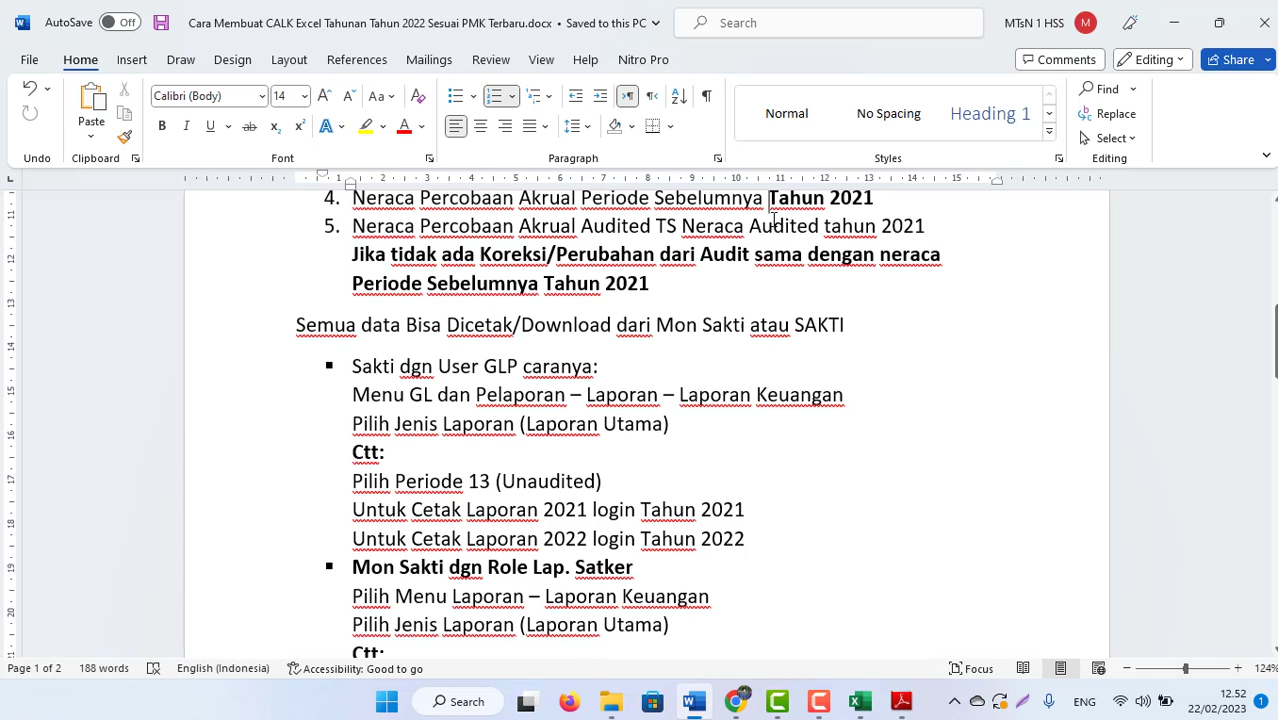 AutoSave Off Cara Membuat CALK Excel Tahunan Tahun 2022 Sesuai PMK Terbaru.docx • Saved to this PC Search MTsN 1 HSS M
File Home Insert Draw Design Layout References Mailings Review View Help Nitro Pro Comments Editing Share
Paste Calibri (Body) 14 Normal No Spacing Heading 1 Find Replace Select
Undo Clipboard Font Paragraph Styles Editing
4. Neraca Percobaan Akrual Periode Sebelumnya Tahun 2021
5. Neraca Percobaan Akrual Audited TS Neraca Audited tahun 2021
Jika tidak ada Koreksi/Perubahan dari Audit sama dengan neraca
Periode Sebelumnya Tahun 2021
Semua data Bisa Dicetak/Download dari Mon Sakti atau SAKTI
▪ Sakti dgn User GLP caranya:
Menu GL dan Pelaporan – Laporan – Laporan Keuangan
Pilih Jenis Laporan (Laporan Utama)
Ctt:
Pilih Periode 13 (Unaudited)
Untuk Cetak Laporan 2021 login Tahun 2021
Untuk Cetak Laporan 2022 login Tahun 2022
▪ Mon Sakti dgn Role Lap. Satker
Pilih Menu Laporan – Laporan Keuangan
Pilih Jenis Laporan (Laporan Utama)
Ctt:
Page 1 of 2 188 words English (Indonesia) Accessibility: Good to go Focus 124%
Search ENG 12.52
22/02/2023 1